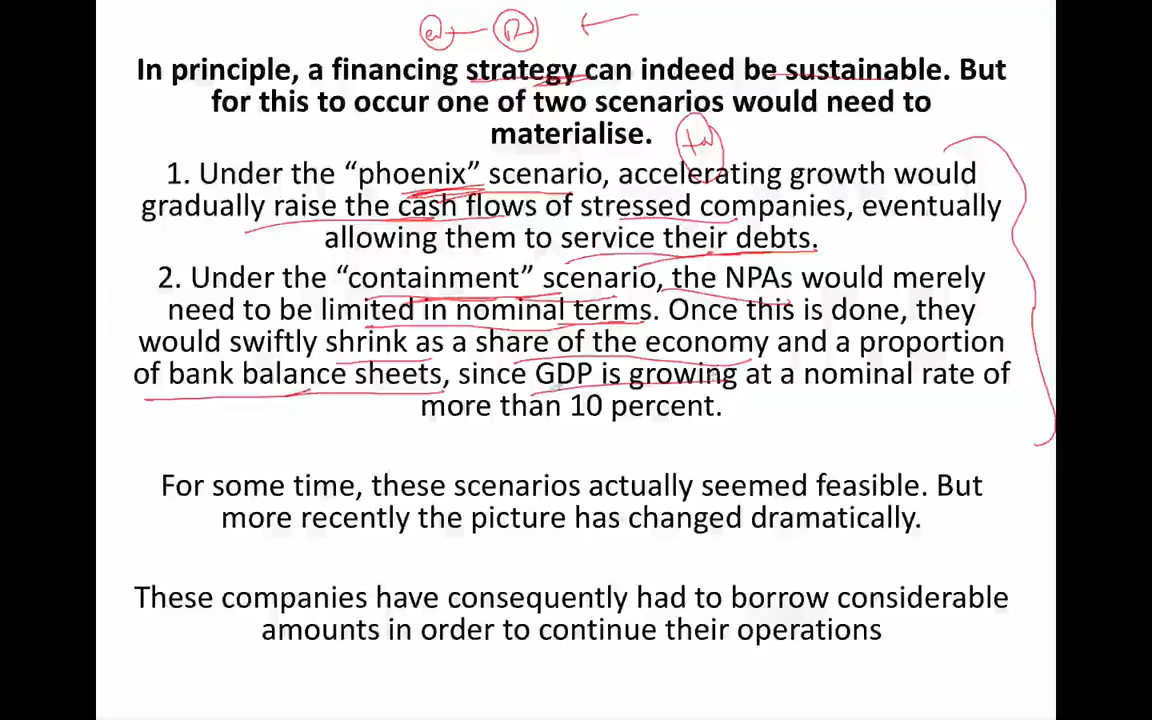 In principle, a financing strategy can indeed be sustainable. But
for this to occur one of two scenarios would need to
materialise.
1. Under the “phoenix” scenario, accelerating growth would
gradually raise the cash flows of stressed companies, eventually
allowing them to service their debts.
2. Under the “containment” scenario, the NPAs would merely
need to be limited in nominal terms. Once this is done, they
would swiftly shrink as a share of the economy and a proportion
of bank balance sheets, since GDP is growing at a nominal rate of
more than 10 percent.
For some time, these scenarios actually seemed feasible. But
more recently the picture has changed dramatically.
These companies have consequently had to borrow considerable
amounts in order to continue their operations